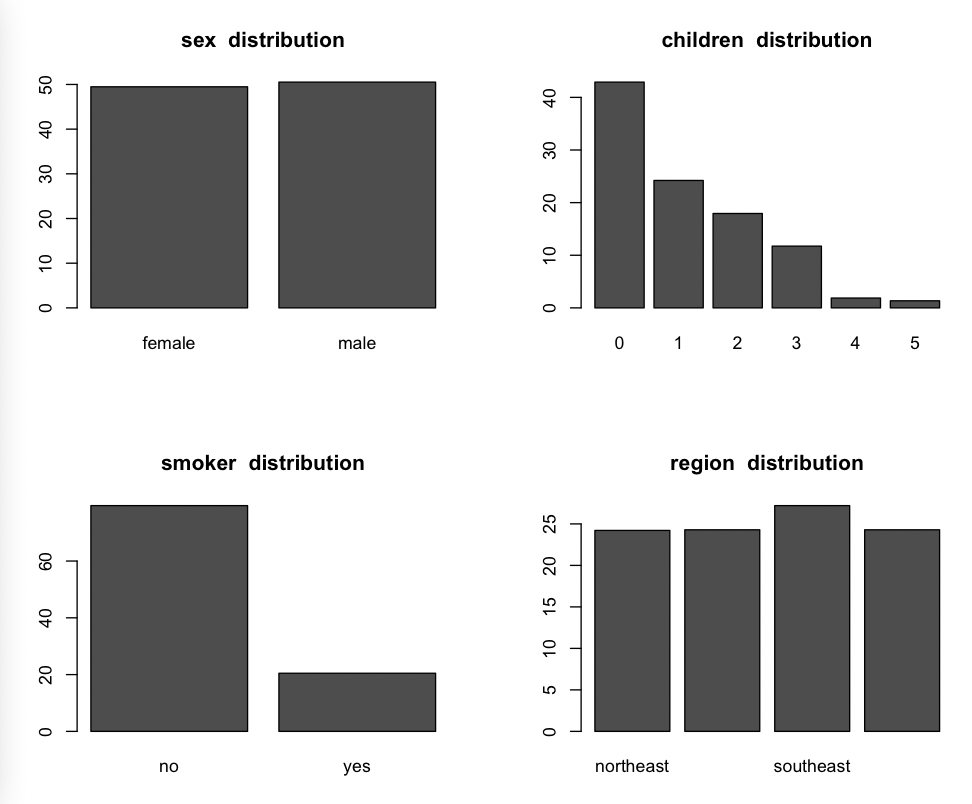 sex distribution
50
40
30
20
10
0
female male
children distribution
40
30
20
10
0
0 1 2 3 4 5
smoker distribution
60
40
20
0
no yes
region distribution
25
20
15
10
5
0
northeast southeast